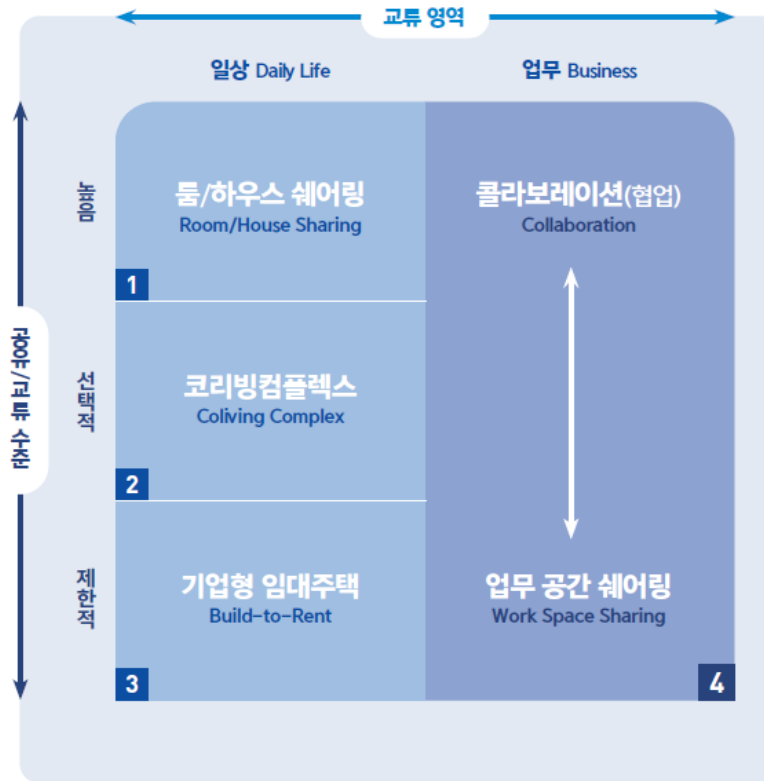 교류 영역
일상 Daily Life
업무 Business
공유/교류 수준
높음
룸/하우스 쉐어링
Room/House Sharing
1
콜라보레이션(협업)
Collaboration
선택적
코리빙컴플렉스
Coliving Complex
2
제한적
기업형 임대주택
Build-to-Rent
3
업무 공간 쉐어링
Work Space Sharing
4